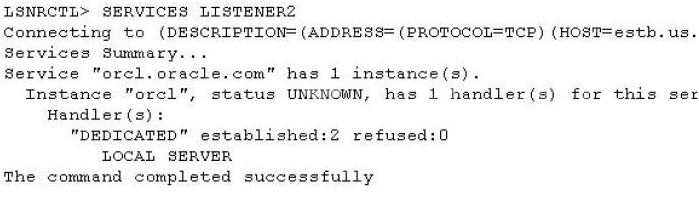 LSNRCTL> SERVICES LISTENER2
Connecting to (DESCRIPTION=(ADDRESS=(PROTOCOL=TCP)(HOST=estb.us.
Services Summary...
Service "orcl.oracle.com" has 1 instance(s).
Instance "orcl", status UNKNOWN, has 1 handler(s) for this ser
Handler(s):
"DEDICATED" established:2 refused:0
LOCAL SERVER
The command completed successfully